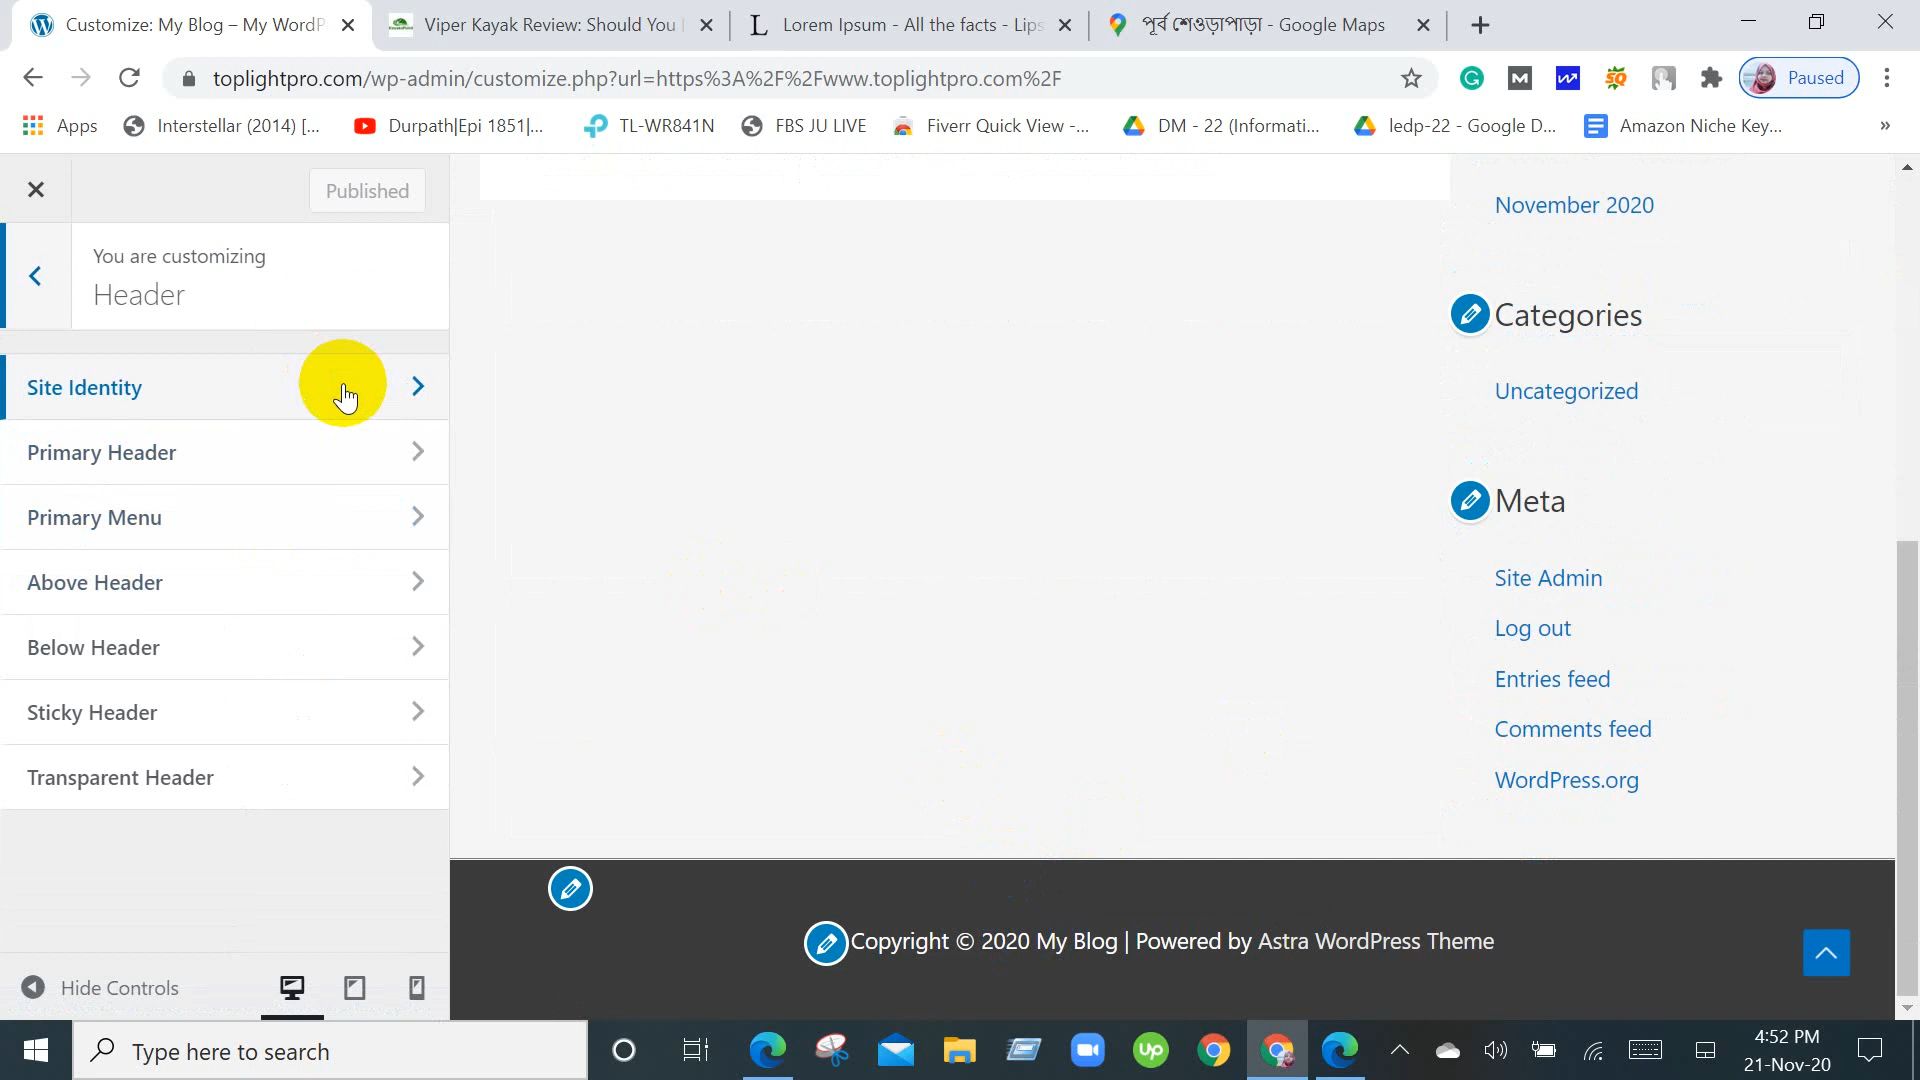 Customize: My Blog – My WordP
Viper Kayak Review: Should You
Lorem Ipsum - All the facts - Lips
পূর্ব শেওড়াপাড়া - Google Maps
toplightpro.com/wp-admin/customize.php?url=https%3A%2F%2Fwww.toplightpro.com%2F
Paused
Apps
Interstellar (2014) [...
Durpath|Epi 1851|...
TL-WR841N
FBS JU LIVE
Fiverr Quick View -...
DM - 22 (Informati...
ledp-22 - Google D...
Amazon Niche Key...
»
Published
You are customizing
Header
Site Identity
Primary Header
Primary Menu
Above Header
Below Header
Sticky Header
Transparent Header
Hide Controls
November 2020
Categories
Uncategorized
Meta
Site Admin
Log out
Entries feed
Comments feed
WordPress.org
Copyright © 2020 My Blog | Powered by Astra WordPress Theme
Type here to search
4:52 PM
21-Nov-20